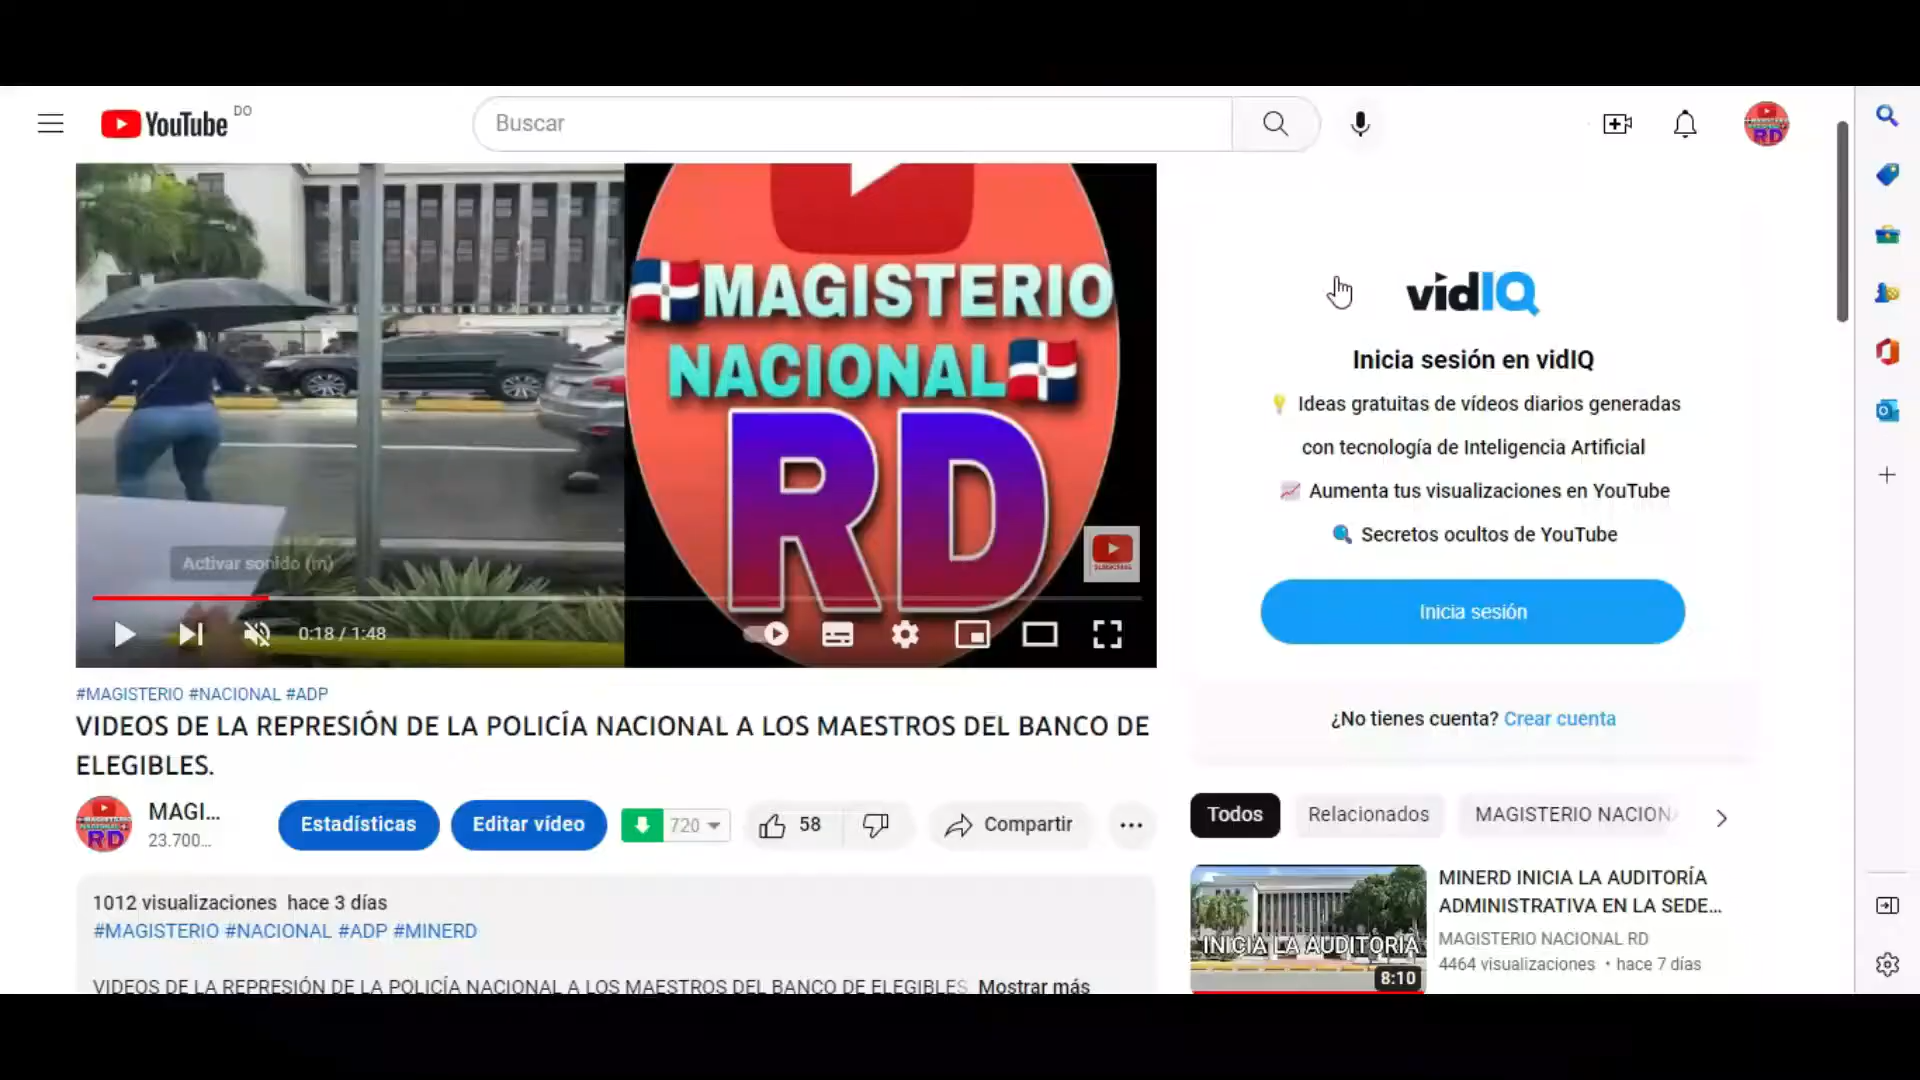 YouTube DO
Buscar
MAGISTERIO
NACIONAL
RD
Activar sonido (m)
0:18 / 1:48
vidIQ
Inicia sesión en vidIQ
Ideas gratuitas de vídeos diarios generadas
con tecnología de Inteligencia Artificial
Aumenta tus visualizaciones en YouTube
Secretos ocultos de YouTube
Inicia sesión
¿No tienes cuenta? Crear cuenta
#MAGISTERIO #NACIONAL #ADP
VIDEOS DE LA REPRESIÓN DE LA POLICÍA NACIONAL A LOS MAESTROS DEL BANCO DE
ELEGIBLES.
MAGI...
23.700...
Estadísticas
Editar vídeo
720
58
Compartir
1012 visualizaciones hace 3 días
#MAGISTERIO #NACIONAL #ADP #MINERD
VIDEOS DE LA REPRESIÓN DE LA POLICÍA NACIONAL A LOS MAESTROS DEL BANCO DE ELEGIBLES. Mostrar más
Todos
Relacionados
MAGISTERIO NACION
INICIA LA AUDITORIA
8:10
MINERD INICIA LA AUDITORÍA
ADMINISTRATIVA EN LA SEDE...
MAGISTERIO NACIONAL RD
4464 visualizaciones • hace 7 días